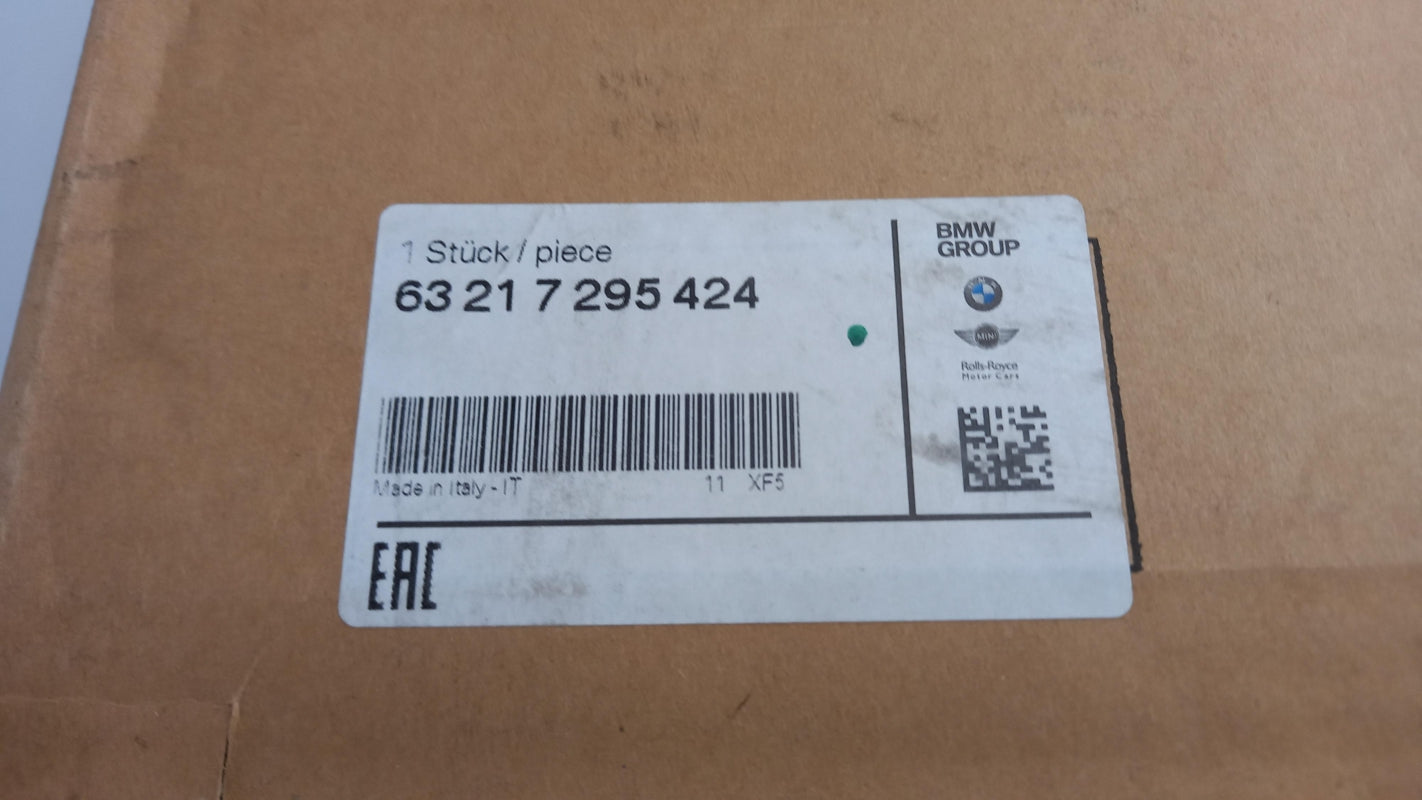 1 Stück / piece
63 21 7 295 424
Made in Italy - IT
11 XF5
EAC
BMW
GROUP
MINI
Rolls-Royce
Motor Cars